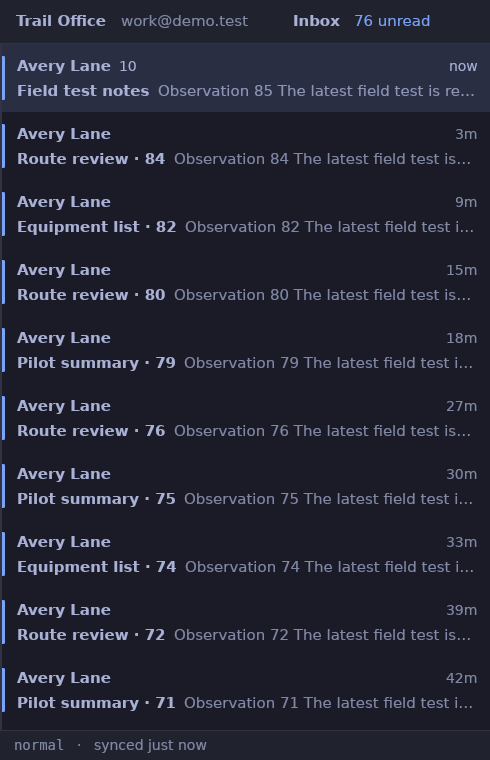 Trail Office work@demo.test Inbox 76 unread
Avery Lane 10 now
Field test notes Observation 85 The latest field test is re…
Avery Lane 3m
Route review · 84 Observation 84 The latest field test is…
Avery Lane 9m
Equipment list · 82 Observation 82 The latest field test i…
Avery Lane 15m
Route review · 80 Observation 80 The latest field test is…
Avery Lane 18m
Pilot summary · 79 Observation 79 The latest field test i…
Avery Lane 27m
Route review · 76 Observation 76 The latest field test is…
Avery Lane 30m
Pilot summary · 75 Observation 75 The latest field test i…
Avery Lane 33m
Equipment list · 74 Observation 74 The latest field test i…
Avery Lane 39m
Route review · 72 Observation 72 The latest field test is…
Avery Lane 42m
Pilot summary · 71 Observation 71 The latest field test i…
normal · synced just now